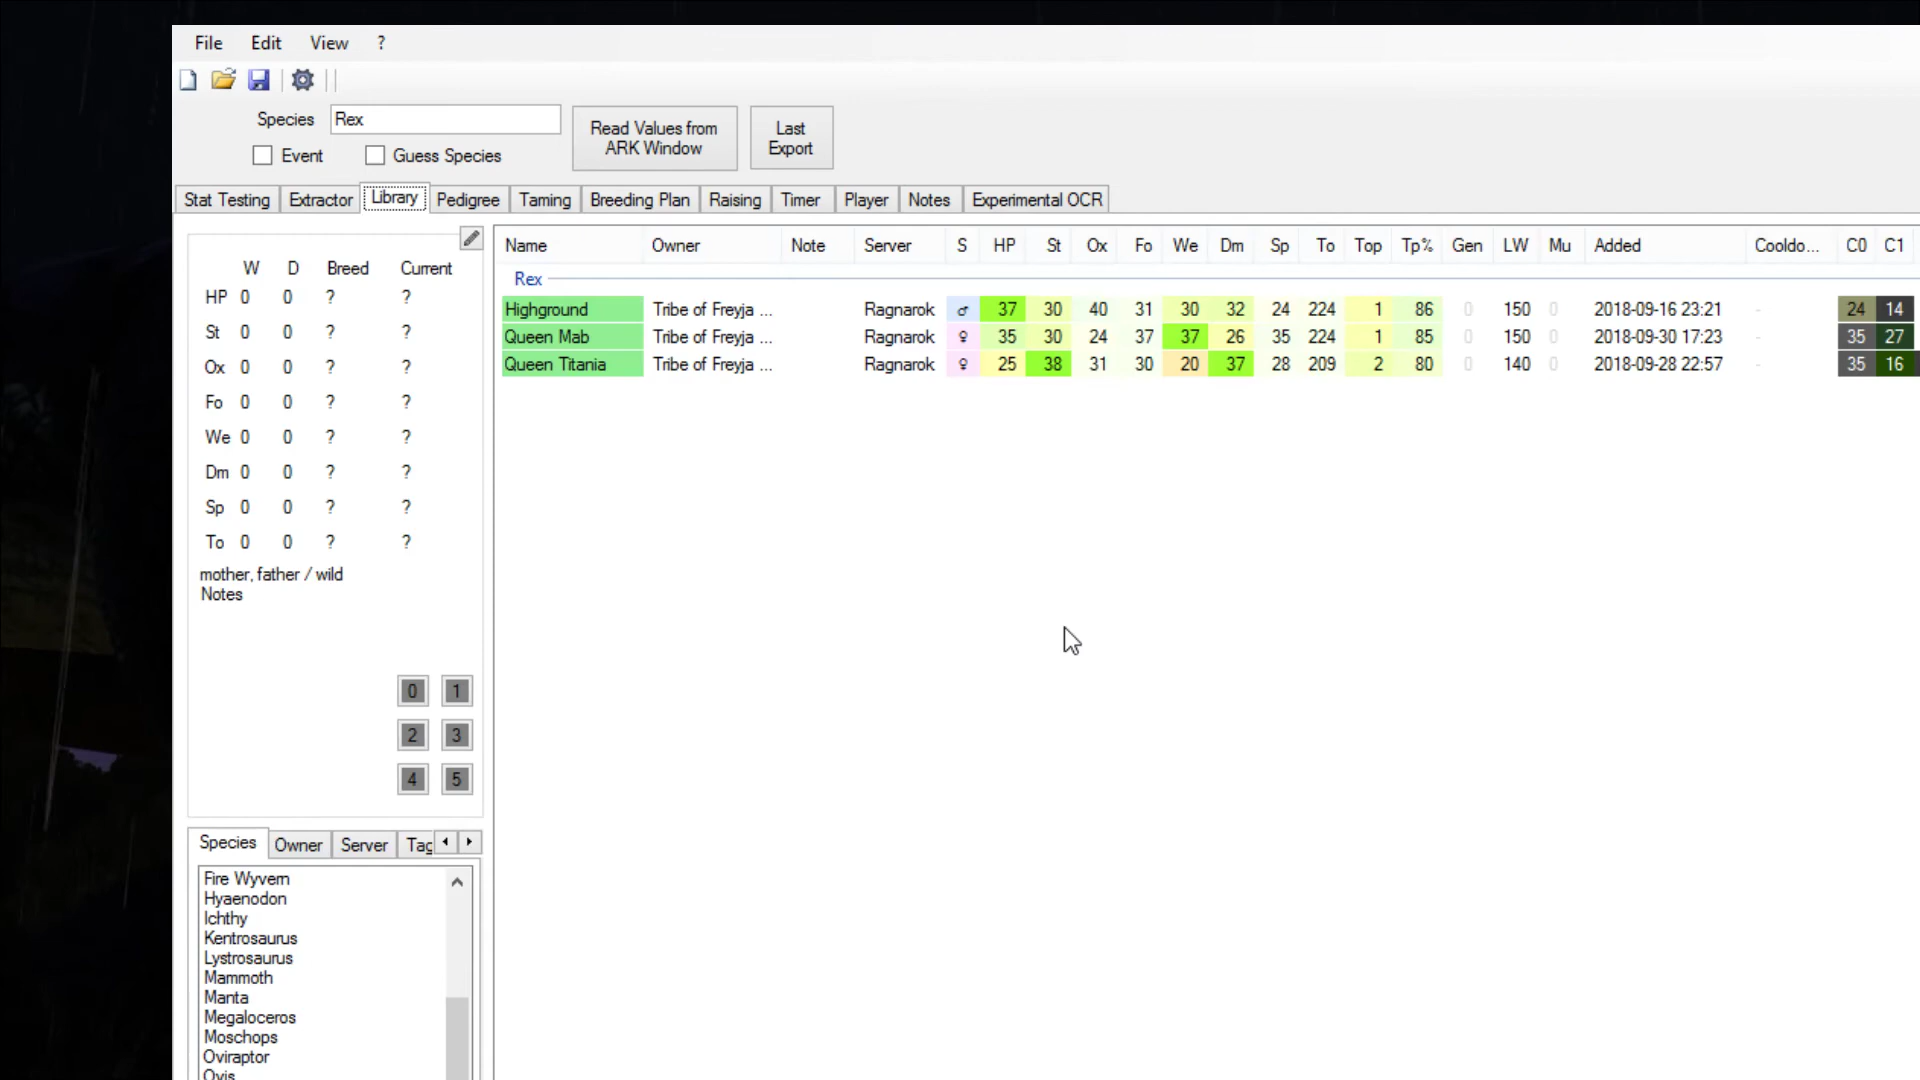 File Edit View ?
Species Rex
Event Guess Species
Read Values from
ARK Window
Last
Export
Stat Testing Extractor Library Pedigree Taming Breeding Plan Raising Timer Player Notes Experimental OCR
W D Breed Current
HP 0 0 ? ?
St 0 0 ? ?
Ox 0 0 ? ?
Fo 0 0 ? ?
We 0 0 ? ?
Dm 0 0 ? ?
Sp 0 0 ? ?
To 0 0 ? ?
mother, father / wild
Notes
0 1
2 3
4 5
Species Owner Server Tag
Fire Wyvern
Hyaenodon
Ichthy
Kentrosaurus
Lystrosaurus
Mammoth
Manta
Megaloceros
Moschops
Oviraptor
Ovis
Name Owner Note Server S HP St Ox Fo We Dm Sp To Top Tp% Gen LW Mu Added Cooldo... C0 C1
Rex
Highground Tribe of Freyja ... Ragnarok ♂ 37 30 40 31 30 32 24 224 1 86 0 150 0 2018-09-16 23:21 - 24 14
Queen Mab Tribe of Freyja ... Ragnarok ♀ 35 30 24 37 37 26 35 224 1 85 0 150 0 2018-09-30 17:23 - 35 27
Queen Titania Tribe of Freyja ... Ragnarok ♀ 25 38 31 30 20 37 28 209 2 80 0 140 0 2018-09-28 22:57 - 35 16